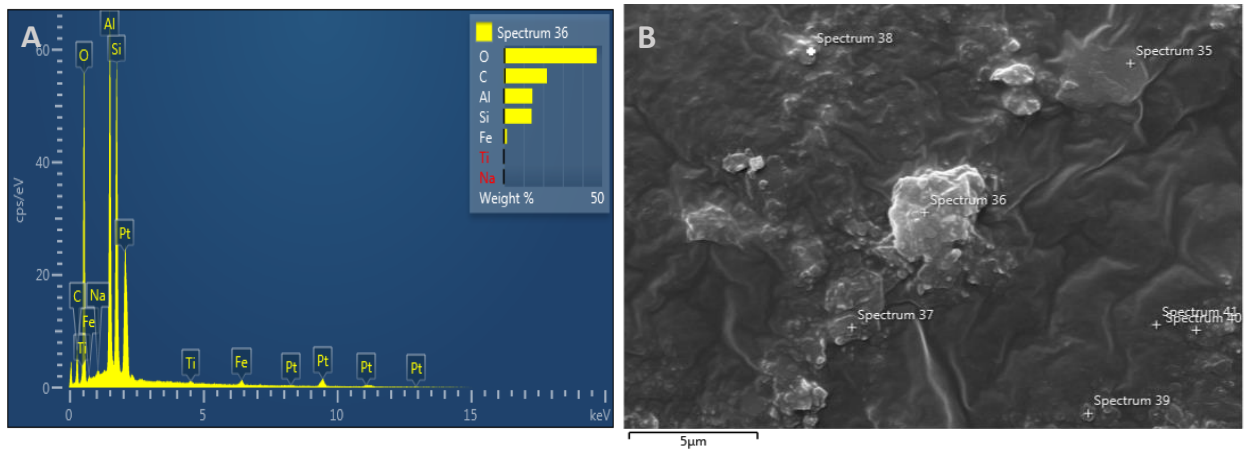 A
60
40
20
0
cps/eV
Al
O
Si
Pt
C
Na
Fe
Ti
Ti
Fe
Pt
Pt
Pt
Pt
0
5
10
15
keV
Spectrum 36
O
C
Al
Si
Fe
Ti
Na
Weight %
50
B
Spectrum 38
Spectrum 35
Spectrum 36
Spectrum 37
Spectrum 41
Spectrum 40
Spectrum 39
5µm